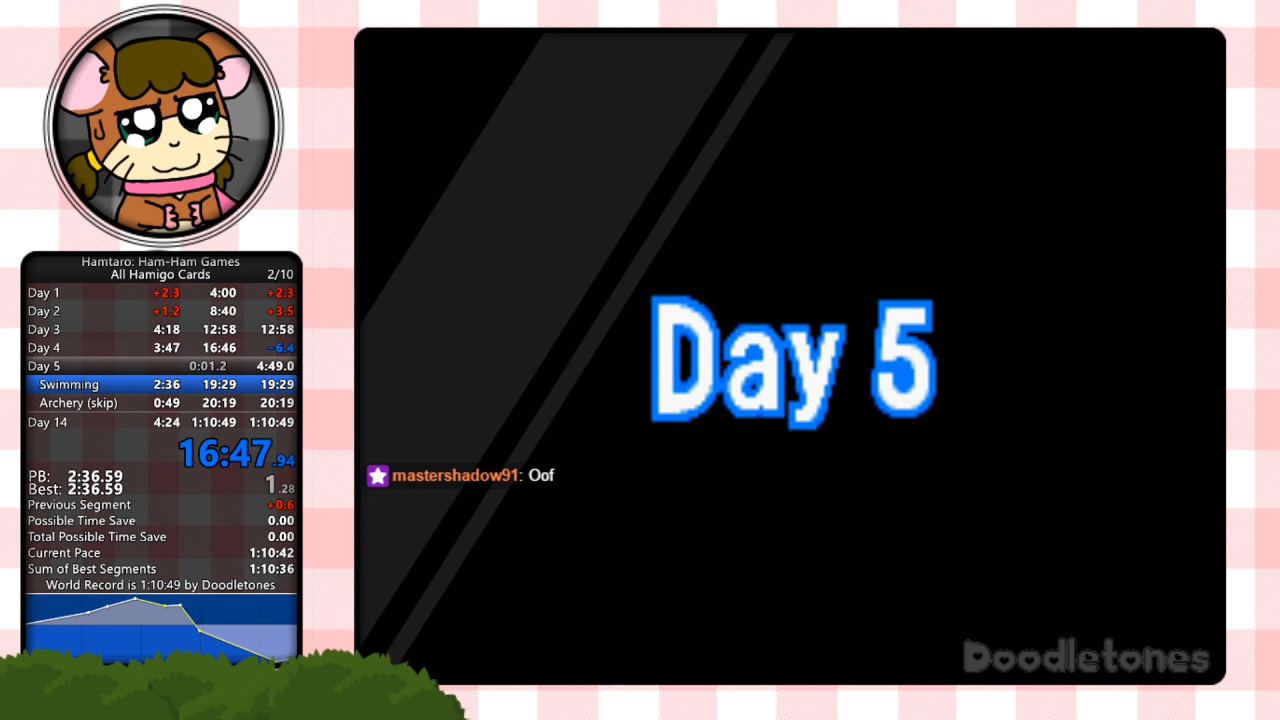 Hamtaro: Ham-Ham Games
All Hamigo Cards 2/10
Day 1 +2.3 4:00 +2.3
Day 2 +1.2 8:40 +3.5
Day 3 4:18 12:58 12:58
Day 4 3:47 16:46 -6.4
Day 5 0:01.2 4:49.0
Swimming 2:36 19:29 19:29
Archery (skip) 0:49 20:19 20:19
Day 14 4:24 1:10:49 1:10:49
16:47.94
PB: 2:36.59
Best: 2:36.59 1.28
Previous Segment +0.6
Possible Time Save 0.00
Total Possible Time Save 0.00
Current Pace 1:10:42
Sum of Best Segments 1:10:36
World Record is 1:10:49 by Doodletones
Day 5
mastershadow91: Oof
Doodletones